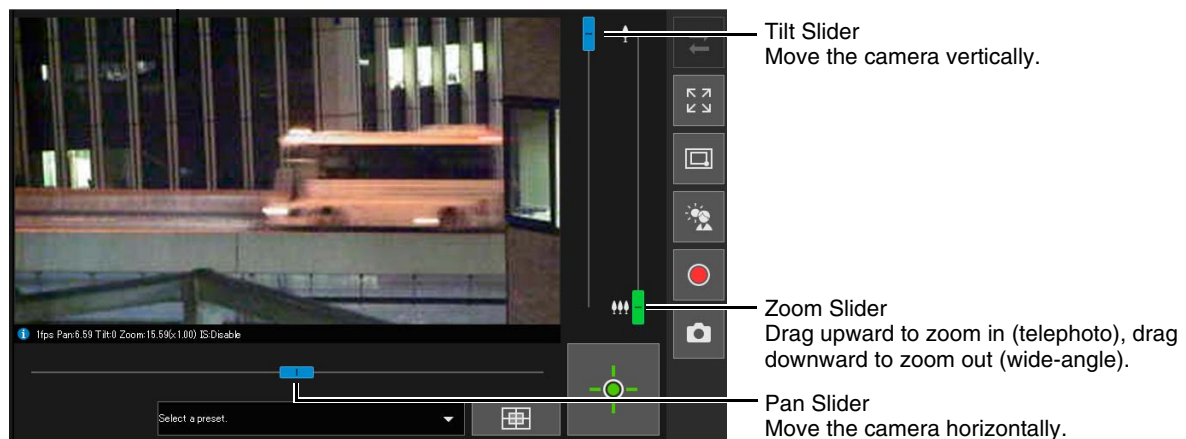 Tilt Slider
Move the camera vertically.
1fps Pan:6.59 Tilt:0 Zoom:15.59(x1.00) IS:Disable
Zoom Slider
Drag upward to zoom in (telephoto), drag
downward to zoom out (wide-angle).
Select a preset.
Pan Slider
Move the camera horizontally.